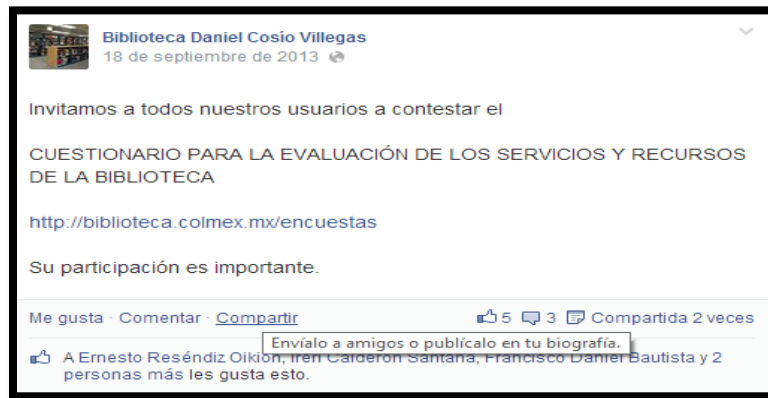 Biblioteca Daniel Cosío Villegas
18 de septiembre de 2013
Invitamos a todos nuestros usuarios a contestar el
CUESTIONARIO PARA LA EVALUACIÓN DE LOS SERVICIOS Y RECURSOS
DE LA BIBLIOTECA
http://biblioteca.colmex.mx/encuestas
Su participación es importante.
Me gusta · Comentar · Compartir 5 3 Compartida 2 veces
Envíalo a amigos o publícalo en tu biografía.
A Ernesto Reséndiz Oikión, Ireri Calderón Santana, Francisco Daniel Bautista y 2
personas más les gusta esto.